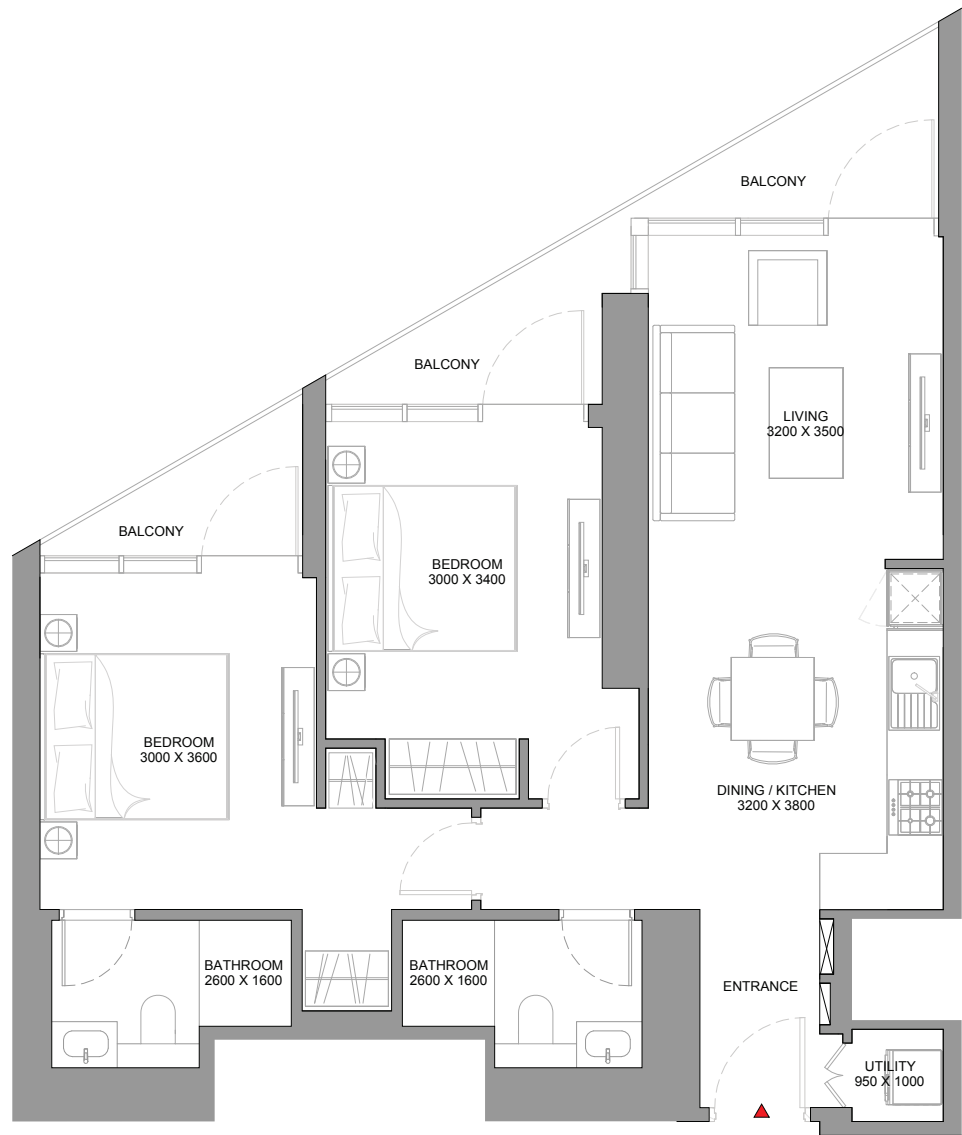 BALCONY
BALCONY
LIVING
3200 X 3500
BALCONY
BEDROOM
3000 X 3400
BEDROOM
3000 X 3600
DINING / KITCHEN
3200 X 3800
BATHROOM
2600 X 1600
BATHROOM
2600 X 1600
ENTRANCE
UTILITY
950 X 1000